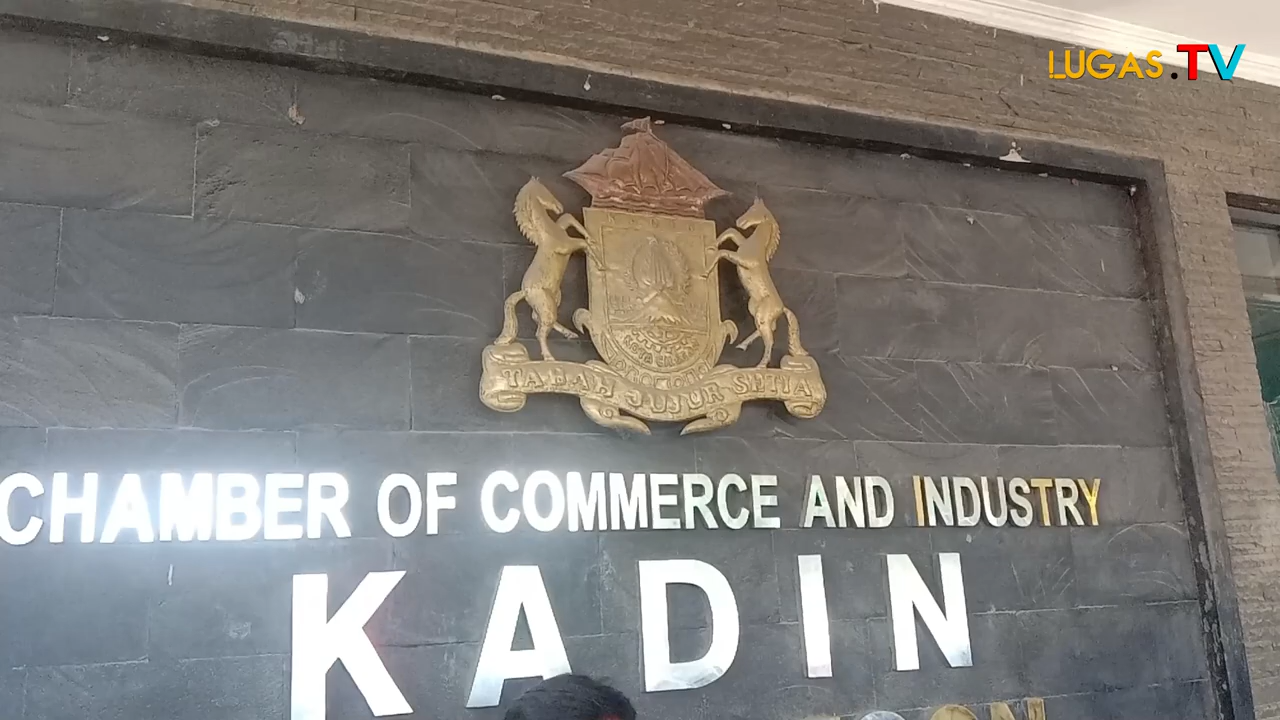 LUGAS.TV
TABAH JUJUR SETIA
CHAMBER OF COMMERCE AND INDUSTRY
KADIN